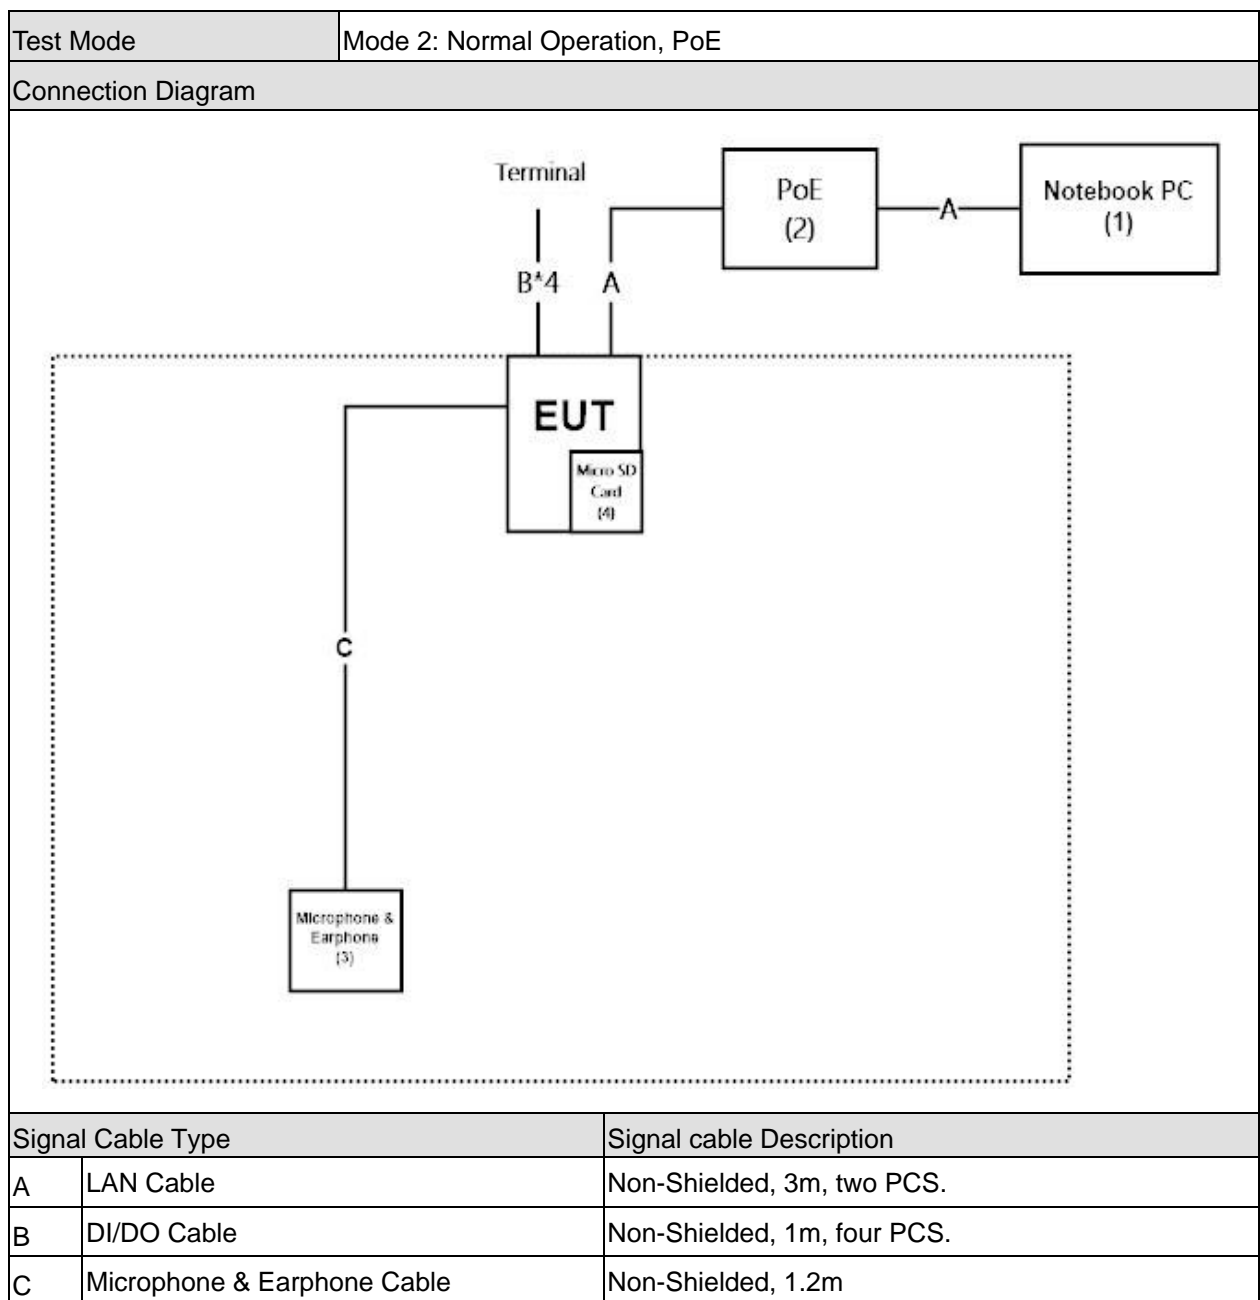 Test Mode Mode 2: Normal Operation, PoE
Connection Diagram
Terminal
PoE
(2)
Notebook PC
(1)
A
B*4
A
EUT
Micro SD
Card
(4)
C
Microphone &
Earphone
(3)
Signal Cable Type Signal cable Description
A LAN Cable Non-Shielded, 3m, two PCS.
B DI/DO Cable Non-Shielded, 1m, four PCS.
C Microphone & Earphone Cable Non-Shielded, 1.2m